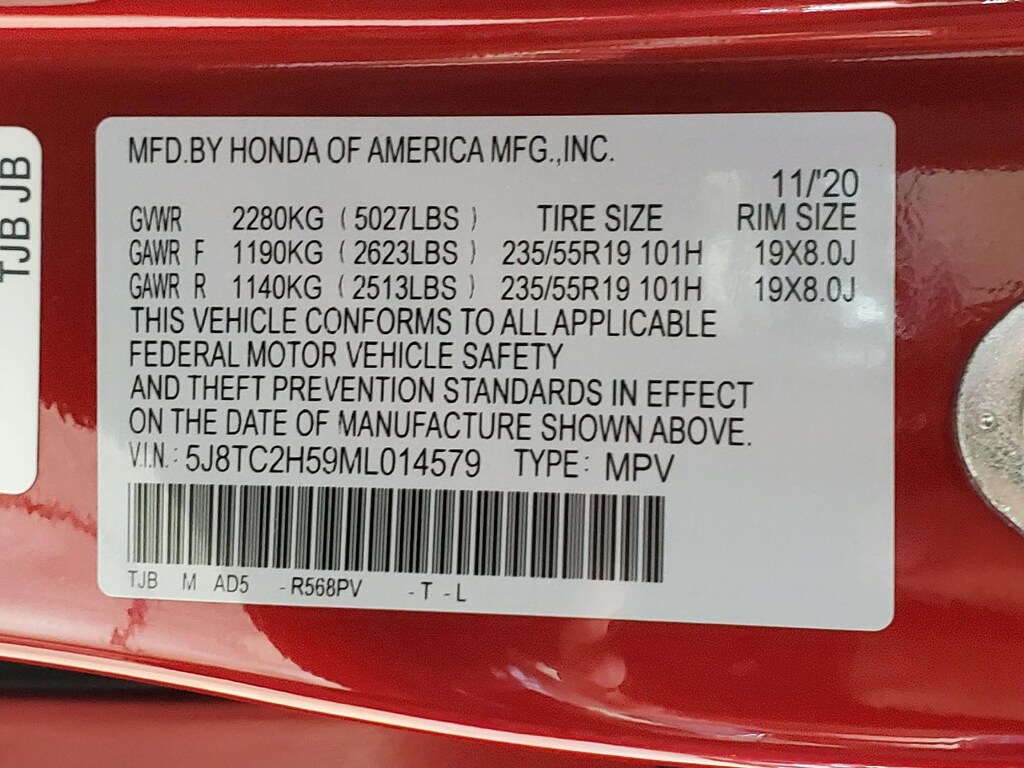 TJB JB
MFD.BY HONDA OF AMERICA MFG.,INC.
11/'20
GVWR 2280KG ( 5027LBS ) TIRE SIZE RIM SIZE
GAWR F 1190KG ( 2623LBS ) 235/55R19 101H 19X8.0J
GAWR R 1140KG ( 2513LBS ) 235/55R19 101H 19X8.0J
THIS VEHICLE CONFORMS TO ALL APPLICABLE
FEDERAL MOTOR VEHICLE SAFETY
AND THEFT PREVENTION STANDARDS IN EFFECT
ON THE DATE OF MANUFACTURE SHOWN ABOVE.
V.I.N.: 5J8TC2H59ML014579 TYPE: MPV
TJB M AD5 -R568PV -T -L